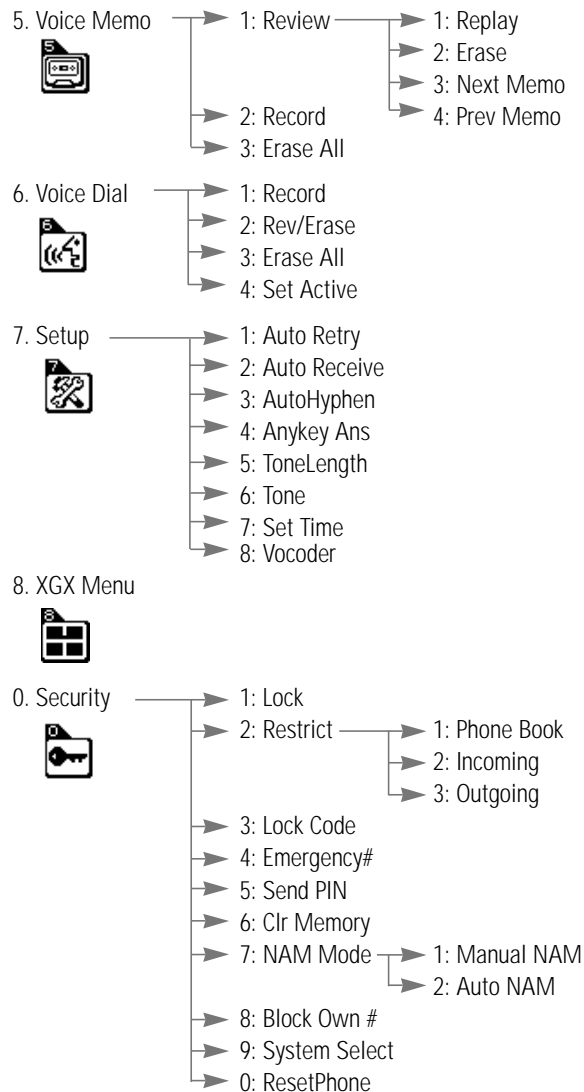 5. Voice Memo 1: Review 1: Replay
5 2: Erase
3: Next Memo
2: Record 4: Prev Memo
3: Erase All
6. Voice Dial 1: Record
6 2: Rev/Erase
3: Erase All
4: Set Active
7. Setup 1: Auto Retry
7 2: Auto Receive
3: AutoHyphen
4: Anykey Ans
5: ToneLength
6: Tone
7: Set Time
8: Vocoder
8. XGX Menu
8
0. Security 1: Lock
0 2: Restrict 1: Phone Book
2: Incoming
3: Outgoing
3: Lock Code
4: Emergency#
5: Send PIN
6: Clr Memory
7: NAM Mode 1: Manual NAM
2: Auto NAM
8: Block Own #
9: System Select
0: ResetPhone